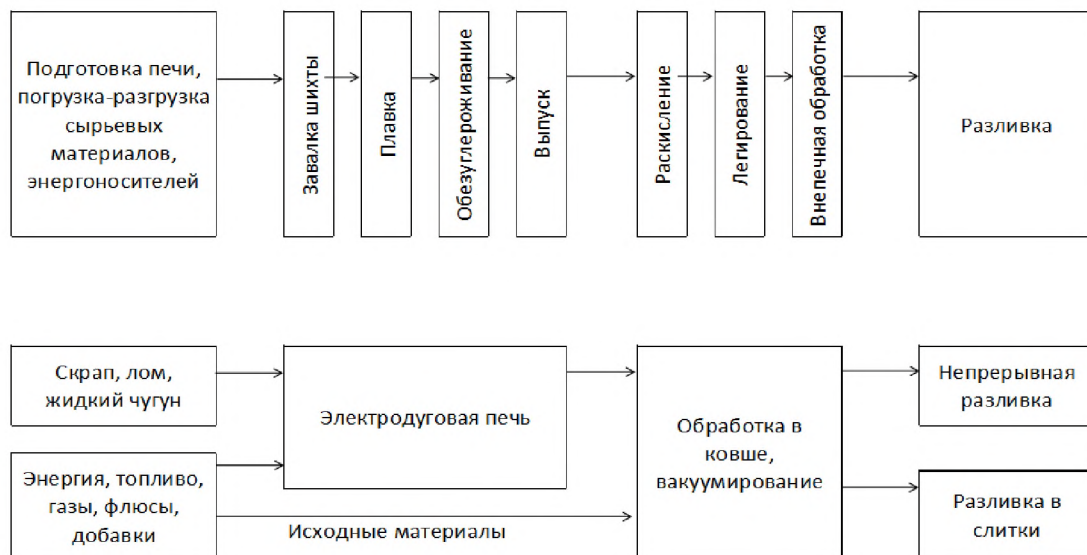 Подготовка печи,
погрузка-разгрузка
сырьевых
материалов,
энергоносителей
Завалка шихты
Плавка
Обезуглероживание
Выпуск
Раскисление
Легирование
Внепечная обработка
Разливка
Скрап, лом,
жидкий чугун
Энергия, топливо,
газы, флюсы,
добавки
Электродуговая печь
Исходные материалы
Обработка в
ковше,
вакуумирование
Непрерывная
разливка
Разливка в
слитки